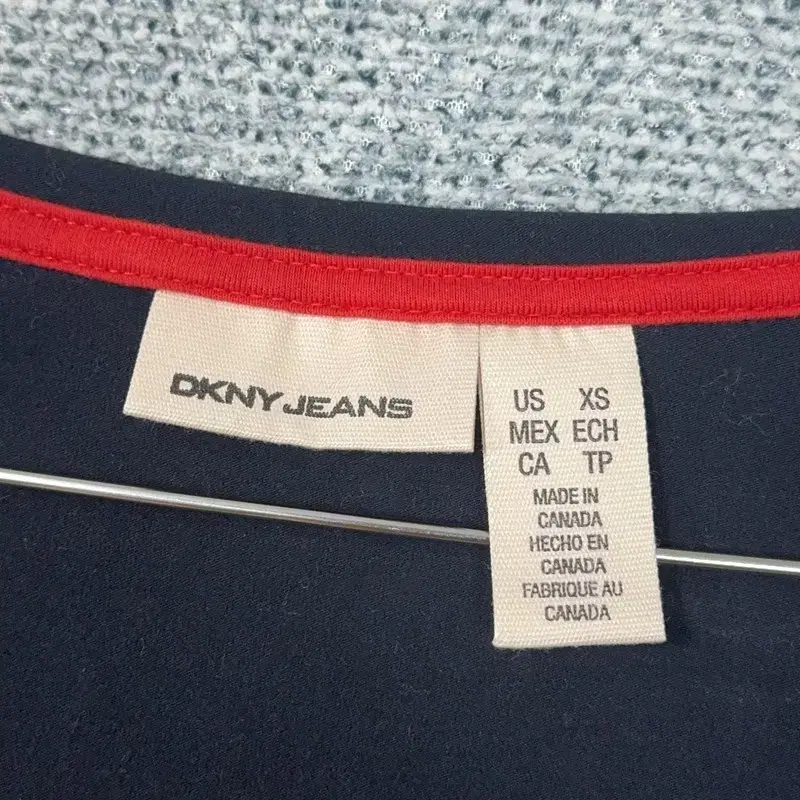 DKNY JEANS
US XS
MEX ECH
CA TP
MADE IN
CANADA
HECHO EN
CANADA
FABRIQUE AU
CANADA